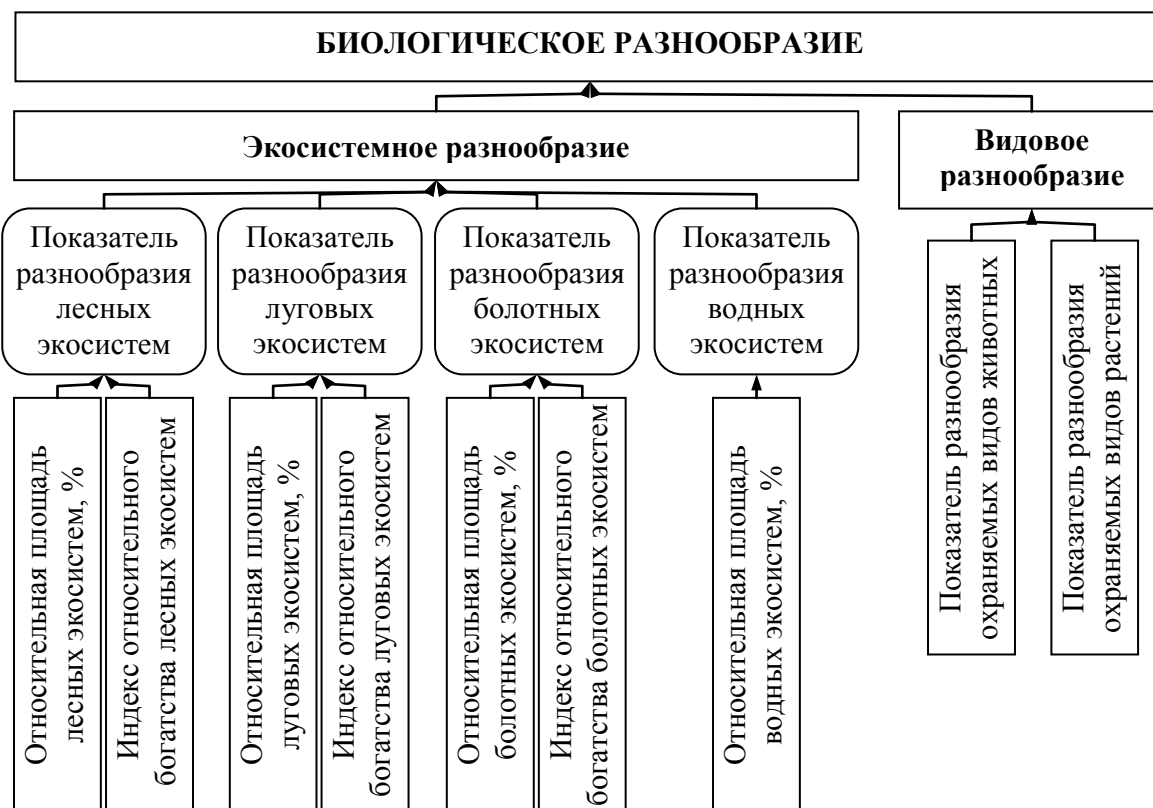 БИОЛОГИЧЕСКОЕ РАЗНООБРАЗИЕ
Экосистемное разнообразие
Видовое
разнообразие
Показатель
разнообразия
лесных
экосистем
Показатель
разнообразия
луговых
экосистем
Показатель
разнообразия
болотных
экосистем
Показатель
разнообразия
водных
экосистем
Относительная площадь
лесных экосистем, %
Индекс относительного
богатства лесных экосистем
Относительная площадь
луговых экосистем, %
Индекс относительного
богатства луговых экосистем
Относительная площадь
болотных экосистем, %
Индекс относительного
богатства болотных экосистем
Относительная площадь
водных экосистем, %
Показатель разнообразия
охраняемых видов животных
Показатель разнообразия
охраняемых видов растений